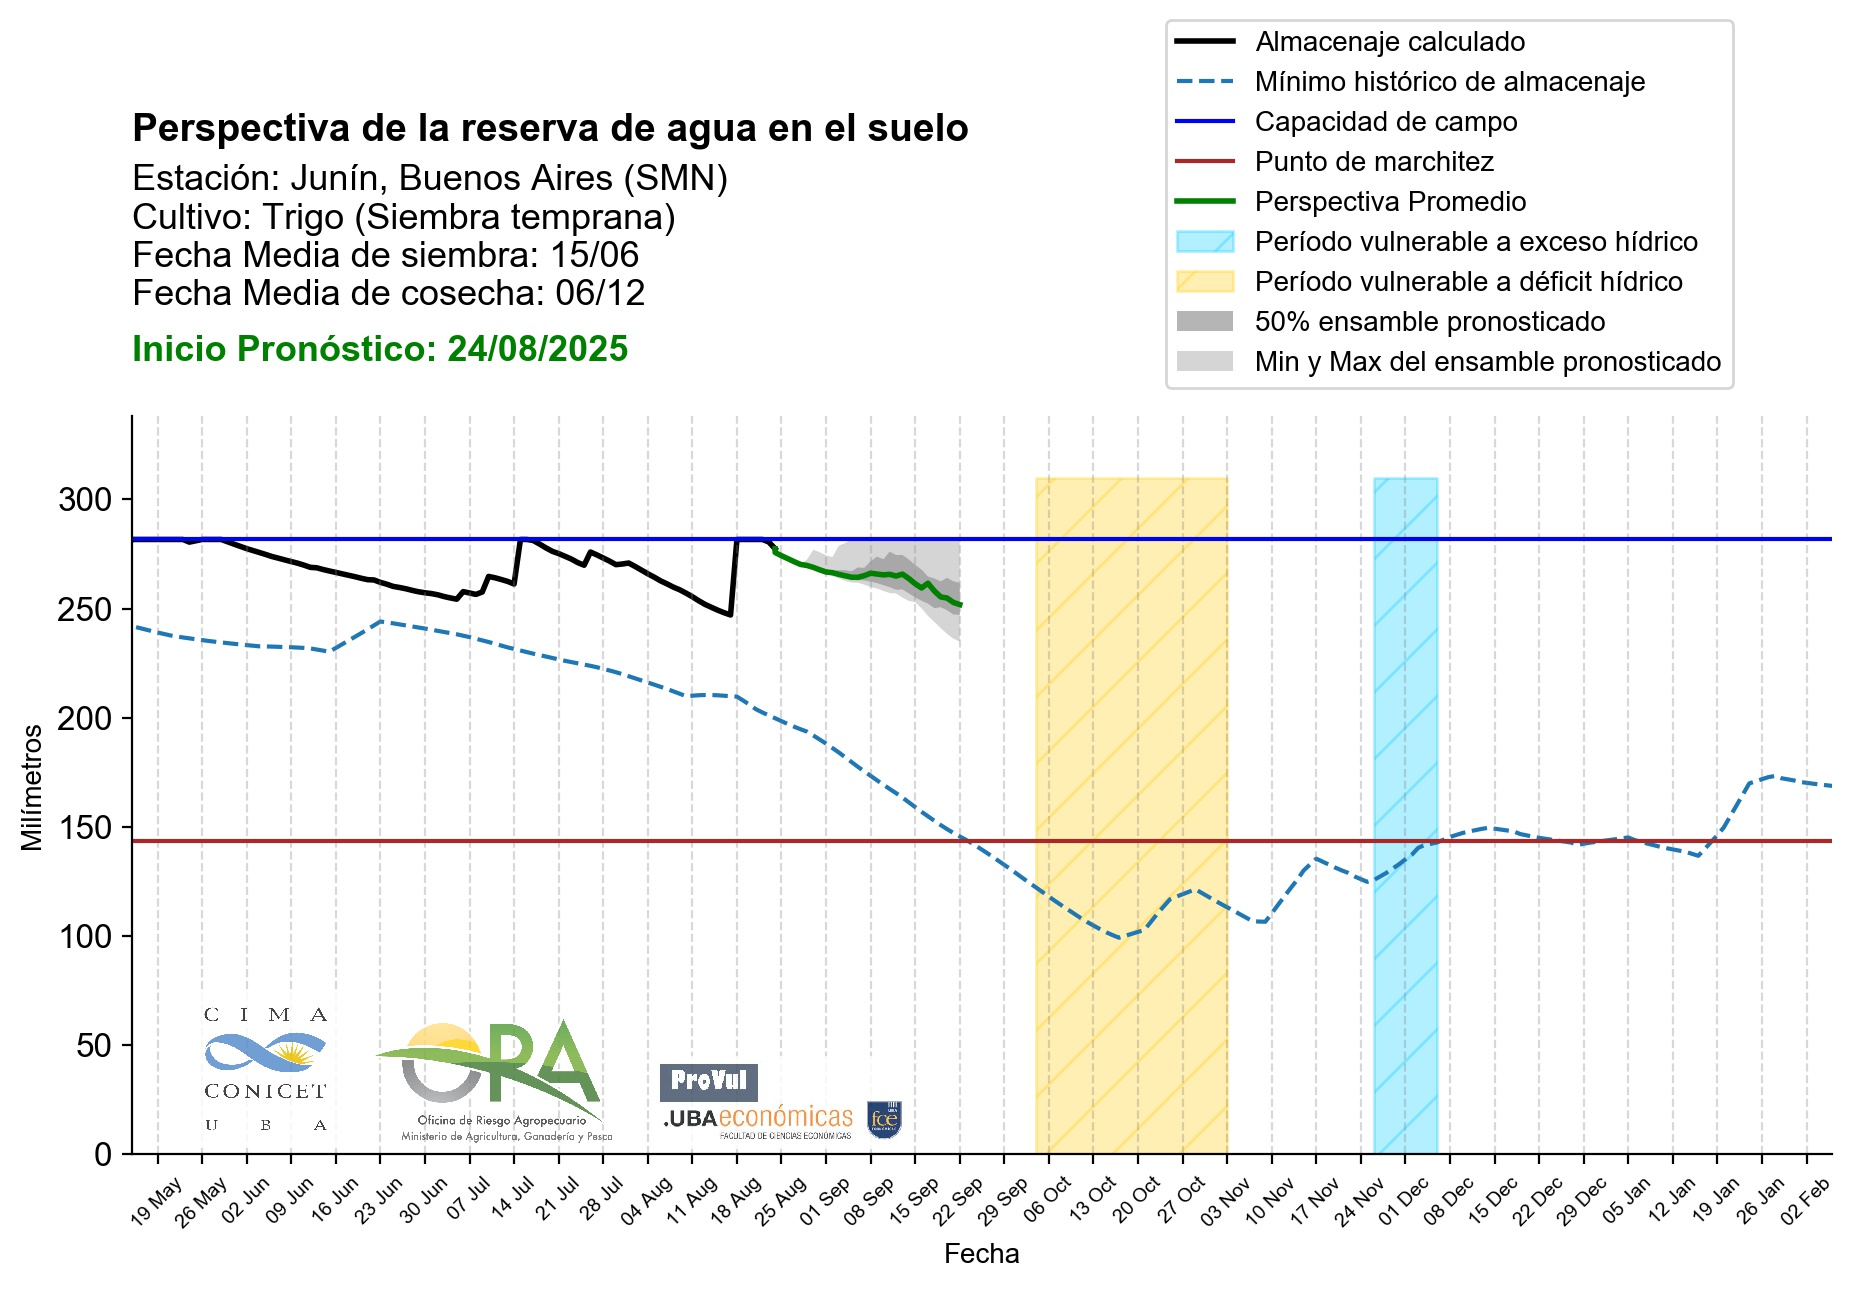 Almacenaje calculado
Mínimo histórico de almacenaje
Capacidad de campo
Punto de marchitez
Perspectiva Promedio
Período vulnerable a exceso hídrico
Período vulnerable a déficit hídrico
50% ensamble pronosticado
Min y Max del ensamble pronosticado
Perspectiva de la reserva de agua en el suelo
Estación: Junín, Buenos Aires (SMN)
Cultivo: Trigo (Siembra temprana)
Fecha Media de siembra: 15/06
Fecha Media de cosecha: 06/12
Inicio Pronóstico: 24/08/2025
Milímetros
300
250
200
150
100
50
0
CIMA
CONICET
UBA
ORA
Oficina de Riesgo Agropecuario
Ministerio de Agricultura, Ganadería y Pesca
ProVul
.UBAeconómicas
FACULTAD DE CIENCIAS ECONÓMICAS
fce
19 May 26 May 02 Jun 09 Jun 16 Jun 23 Jun 30 Jun 07 Jul 14 Jul 21 Jul 28 Jul 04 Aug 11 Aug 18 Aug 25 Aug 01 Sep 08 Sep 15 Sep 22 Sep 29 Sep 06 Oct 13 Oct 20 Oct 27 Oct 03 Nov 10 Nov 17 Nov 24 Nov 01 Dec 08 Dec 15 Dec 22 Dec 29 Dec 05 Jan 12 Jan 19 Jan 26 Jan 02 Feb
Fecha